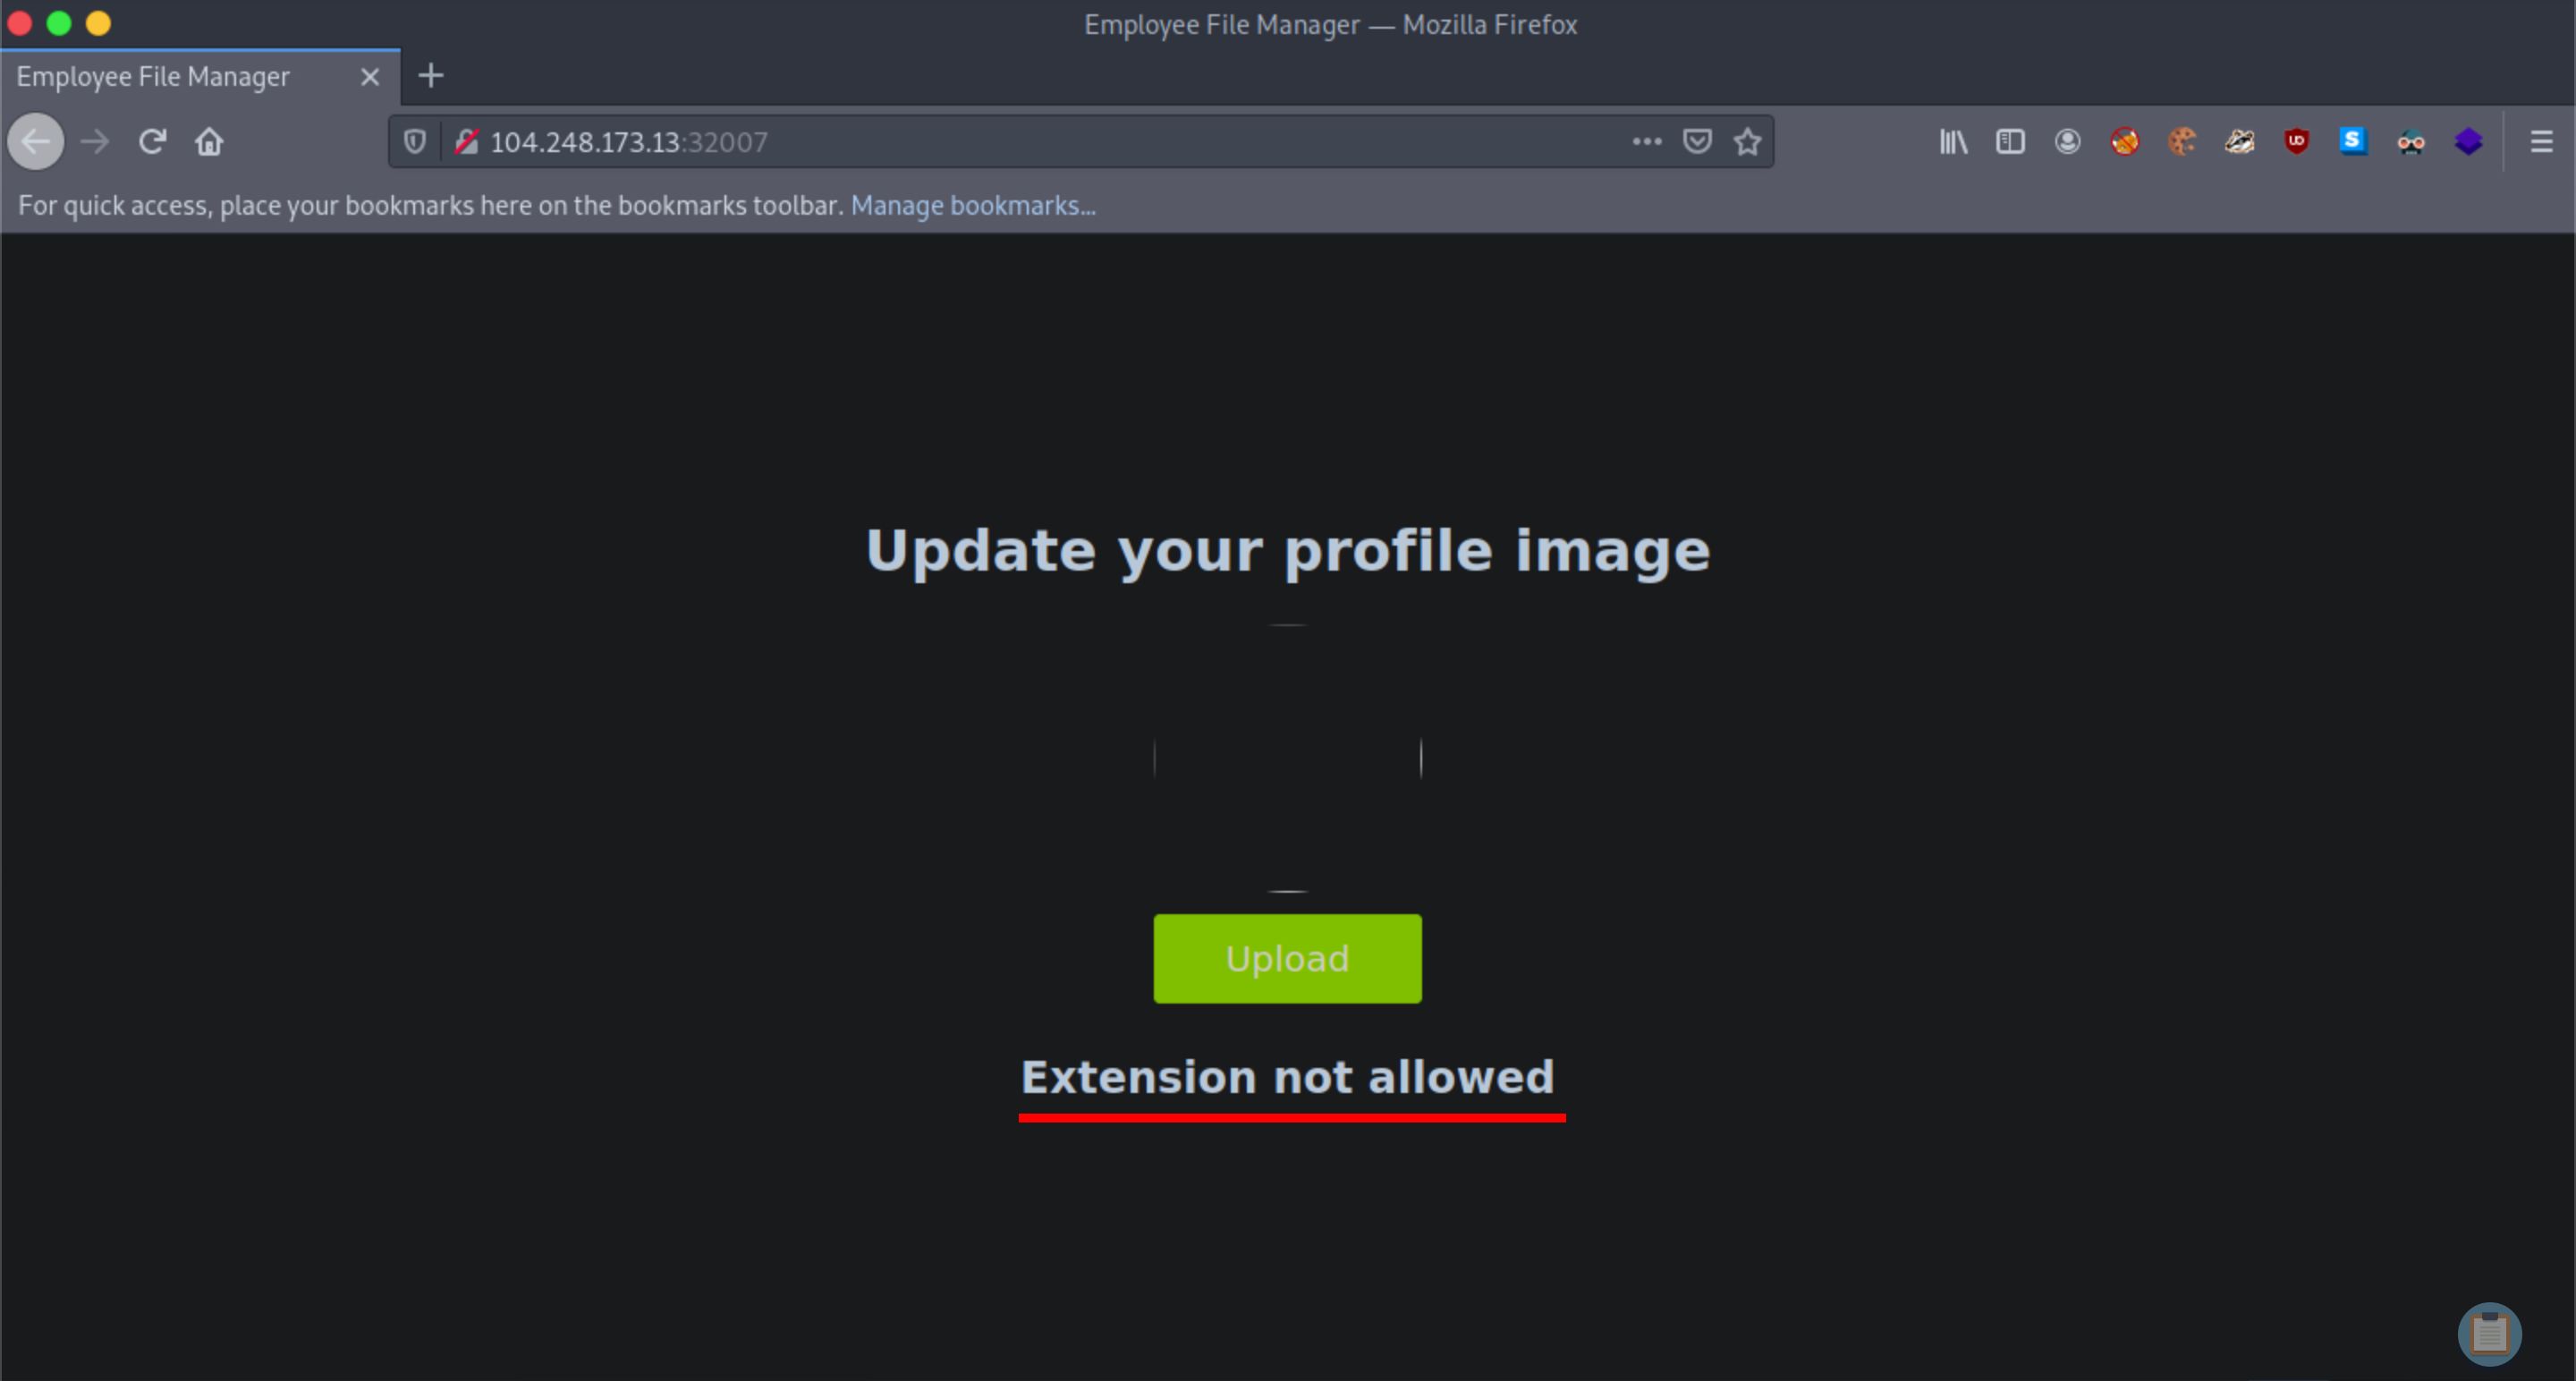 Employee File Manager — Mozilla Firefox
Employee File Manager
104.248.173.13:32007
For quick access, place your bookmarks here on the bookmarks toolbar. Manage bookmarks...
Update your profile image
Upload
Extension not allowed